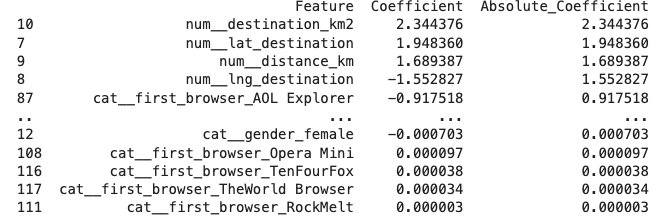 Feature Coefficient Absolute_Coefficient
10 num__destination_km2 2.344376 2.344376
7 num__lat_destination 1.948360 1.948360
9 num__distance_km 1.689387 1.689387
8 num__lng_destination -1.552827 1.552827
87 cat__first_browser_AOL Explorer -0.917518 0.917518
.. ... ... ...
12 cat__gender_female -0.000703 0.000703
108 cat__first_browser_Opera Mini 0.000097 0.000097
116 cat__first_browser_TenFourFox 0.000038 0.000038
117 cat__first_browser_TheWorld Browser 0.000034 0.000034
111 cat__first_browser_RockMelt 0.000003 0.000003